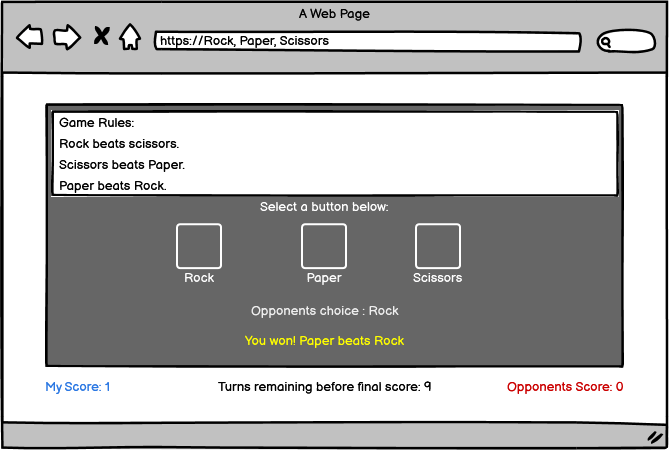 A Web Page
https://Rock, Paper, Scissors
Game Rules:
Rock beats scissors.
Scissors beats Paper.
Paper beats Rock.
Select a button below:
Rock Paper Scissors
Opponents choice : Rock
You won! Paper beats Rock
My Score: 1 Turns remaining before final score: 9 Opponents Score: 0